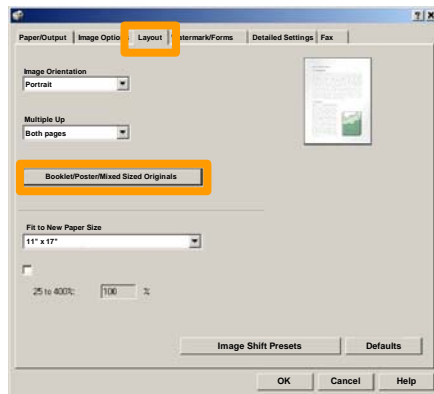 Paper/Output Image Option Layout atermark/Forms Detailed Settings Fax
Image Orientation
Portrait
Multiple Up
Both pages
Booklet/Poster/Mixed Sized Originals
Fit to New Paper Size
11" x 17"
25 to 400%: 100 %
Image Shift Presets Defaults
OK Cancel Help